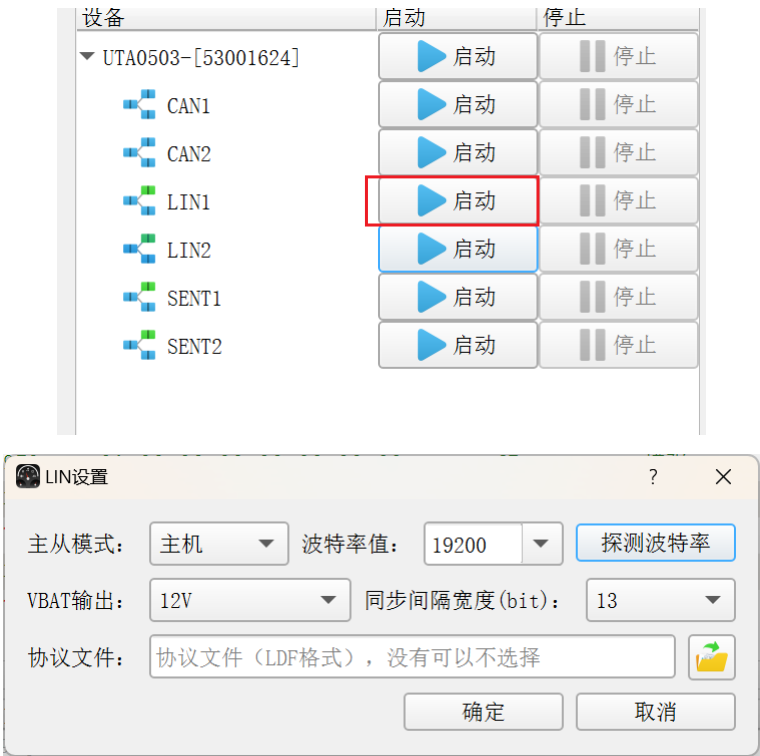 设备 启动 停止
UTA0503-[53001624] 启动 停止
CAN1 启动 停止
CAN2 启动 停止
LIN1 启动 停止
LIN2 启动 停止
SENT1 启动 停止
SENT2 启动 停止
LIN设置 ?
主从模式: 主机 波特率值: 19200 探测波特率
VBAT输出: 12V 同步间隔宽度(bit): 13
协议文件: 协议文件（LDF格式）, 没有可以不选择
确定 取消